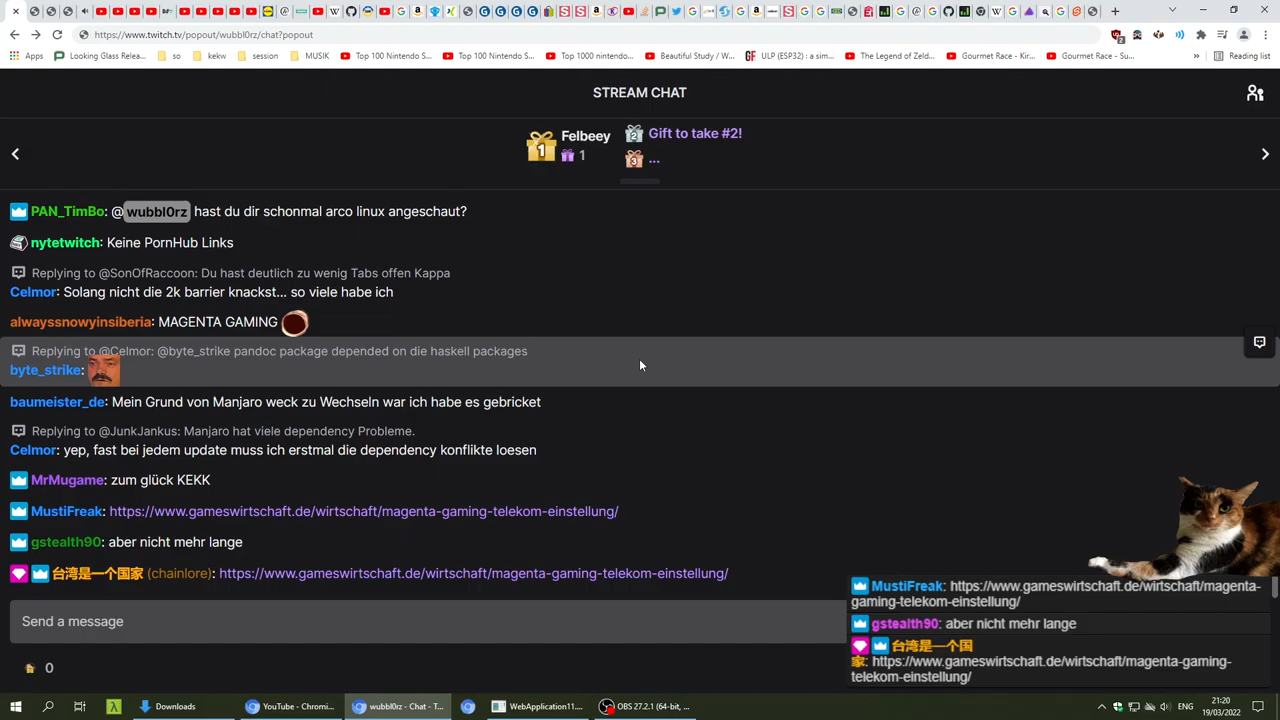 https://www.twitch.tv/popout/wubbl0rz/chat?popout
Apps Looking Glass Relea... so kekw session MUSIK Top 100 Nintendo S... Top 100 Nintendo S... Top 1000 nintendo... Beautiful Study / W... ULP (ESP32) : a sim... The Legend of Zeld... Gourmet Race - Kir... Gourmet Race - Su... » Reading list
STREAM CHAT
1 Felbeey 2 Gift to take #2!
1 3 ...
PAN_TimBo: @wubbl0rz hast du dir schonmal arco linux angeschaut?
nytetwitch: Keine PornHub Links
Replying to @SonOfRaccoon: Du hast deutlich zu wenig Tabs offen Kappa
Celmor: Solang nicht die 2k barrier knackst... so viele habe ich
alwayssnowyinsiberia: MAGENTA GAMING
Replying to @Celmor: @byte_strike pandoc package depended on die haskell packages
byte_strike:
baumeister_de: Mein Grund von Manjaro weck zu Wechseln war ich habe es gebricket
Replying to @JunkJankus: Manjaro hat viele dependency Probleme.
Celmor: yep, fast bei jedem update muss ich erstmal die dependency konflikte loesen
MrMugame: zum glück KEKK
MustiFreak: https://www.gameswirtschaft.de/wirtschaft/magenta-gaming-telekom-einstellung/
gstealth90: aber nicht mehr lange
台湾是一个国家 (chainlore): https://www.gameswirtschaft.de/wirtschaft/magenta-gaming-telekom-einstellung/
MustiFreak: https://www.gameswirtschaft.de/wirtschaft/magenta-
gaming-telekom-einstellung/
gstealth90: aber nicht mehr lange
台湾是一个国
家: https://www.gameswirtschaft.de/wirtschaft/magenta-gaming-
telekom-einstellung/
Send a message
0
Downloads YouTube - Chromi... wubbl0rz - Chat - T... WebApplication11... OBS 27.2.1 (64-bit, ... ENG 21:20
19/03/2022